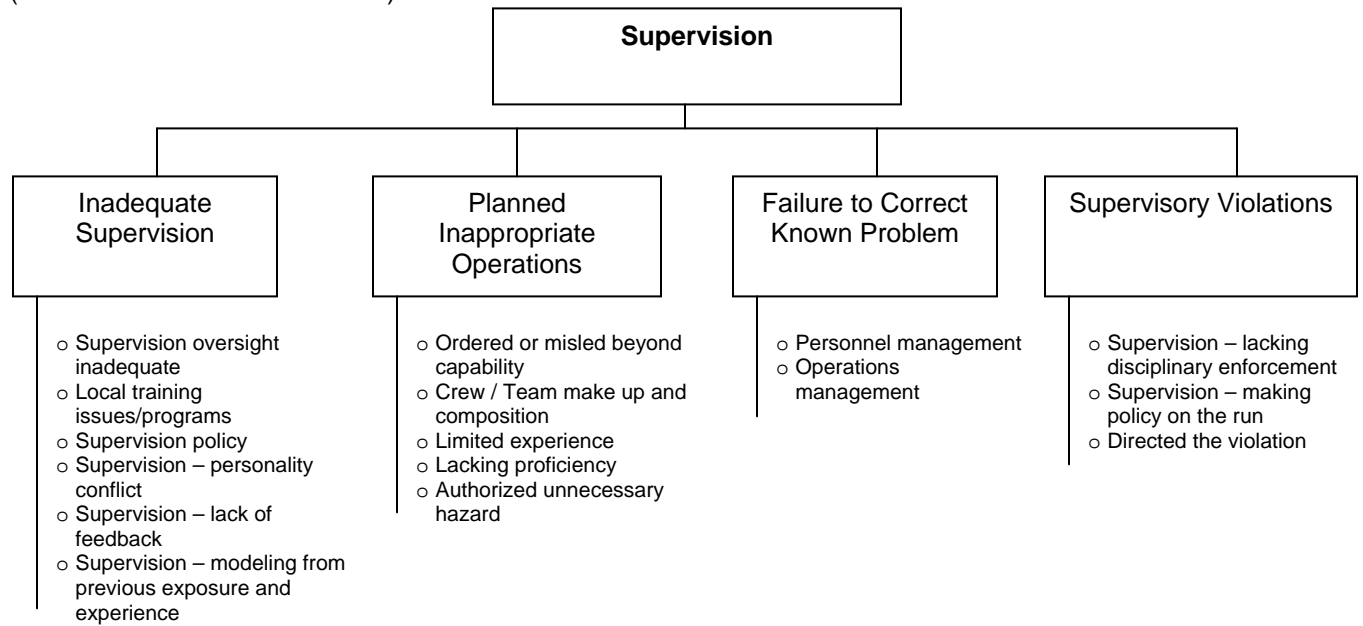 Supervision
Inadequate
Supervision
Planned
Inappropriate
Operations
Failure to Correct
Known Problem
Supervisory Violations
o Supervision oversight
inadequate
o Local training
issues/programs
o Supervision policy
o Supervision – personality
conflict
o Supervision – lack of
feedback
o Supervision – modeling from
previous exposure and
experience
o Ordered or misled beyond
capability
o Crew / Team make up and
composition
o Limited experience
o Lacking proficiency
o Authorized unnecessary
hazard
o Personnel management
o Operations
management
o Supervision – lacking
disciplinary enforcement
o Supervision – making
policy on the run
o Directed the violation